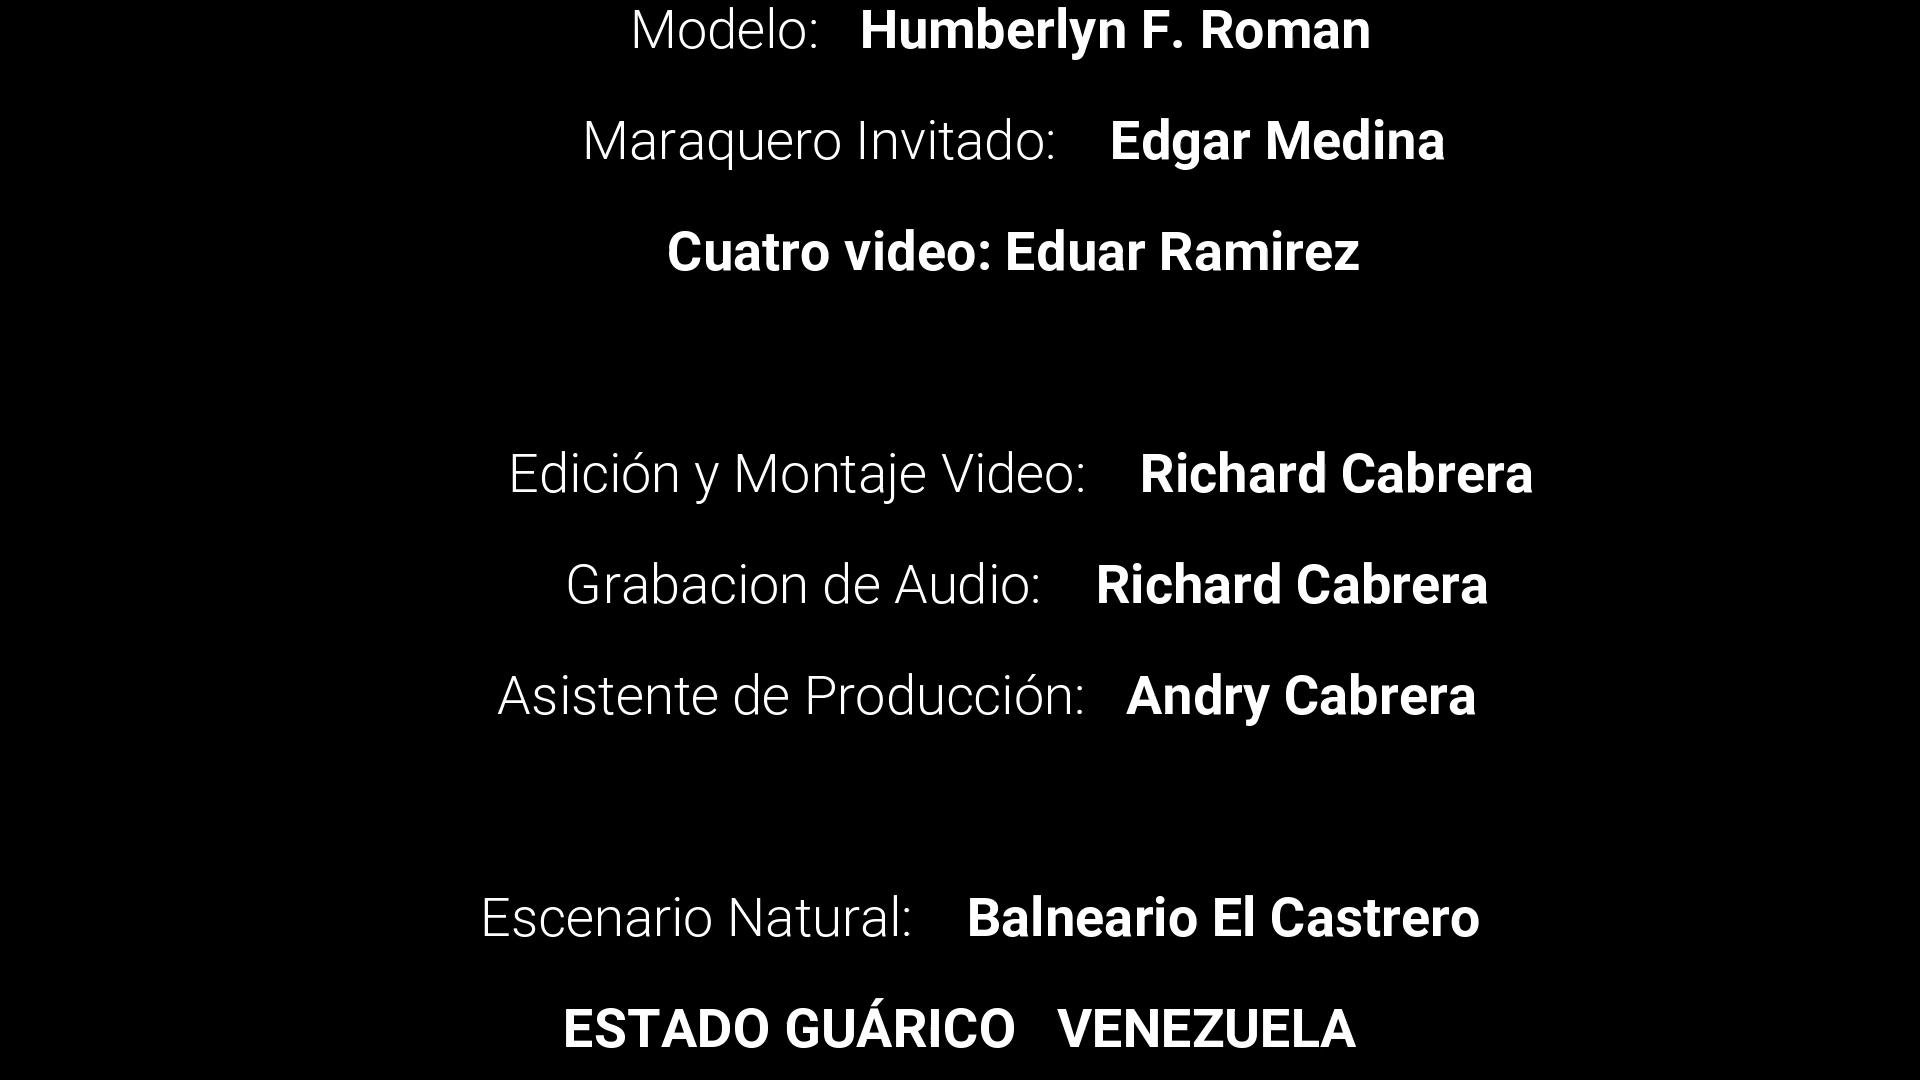 Modelo: Humberlyn F. Roman
Maraquero Invitado: Edgar Medina
Cuatro video: Eduar Ramirez
Edición y Montaje Video: Richard Cabrera
Grabacion de Audio: Richard Cabrera
Asistente de Producción: Andry Cabrera
Escenario Natural: Balneario El Castrero
ESTADO GUÁRICO VENEZUELA